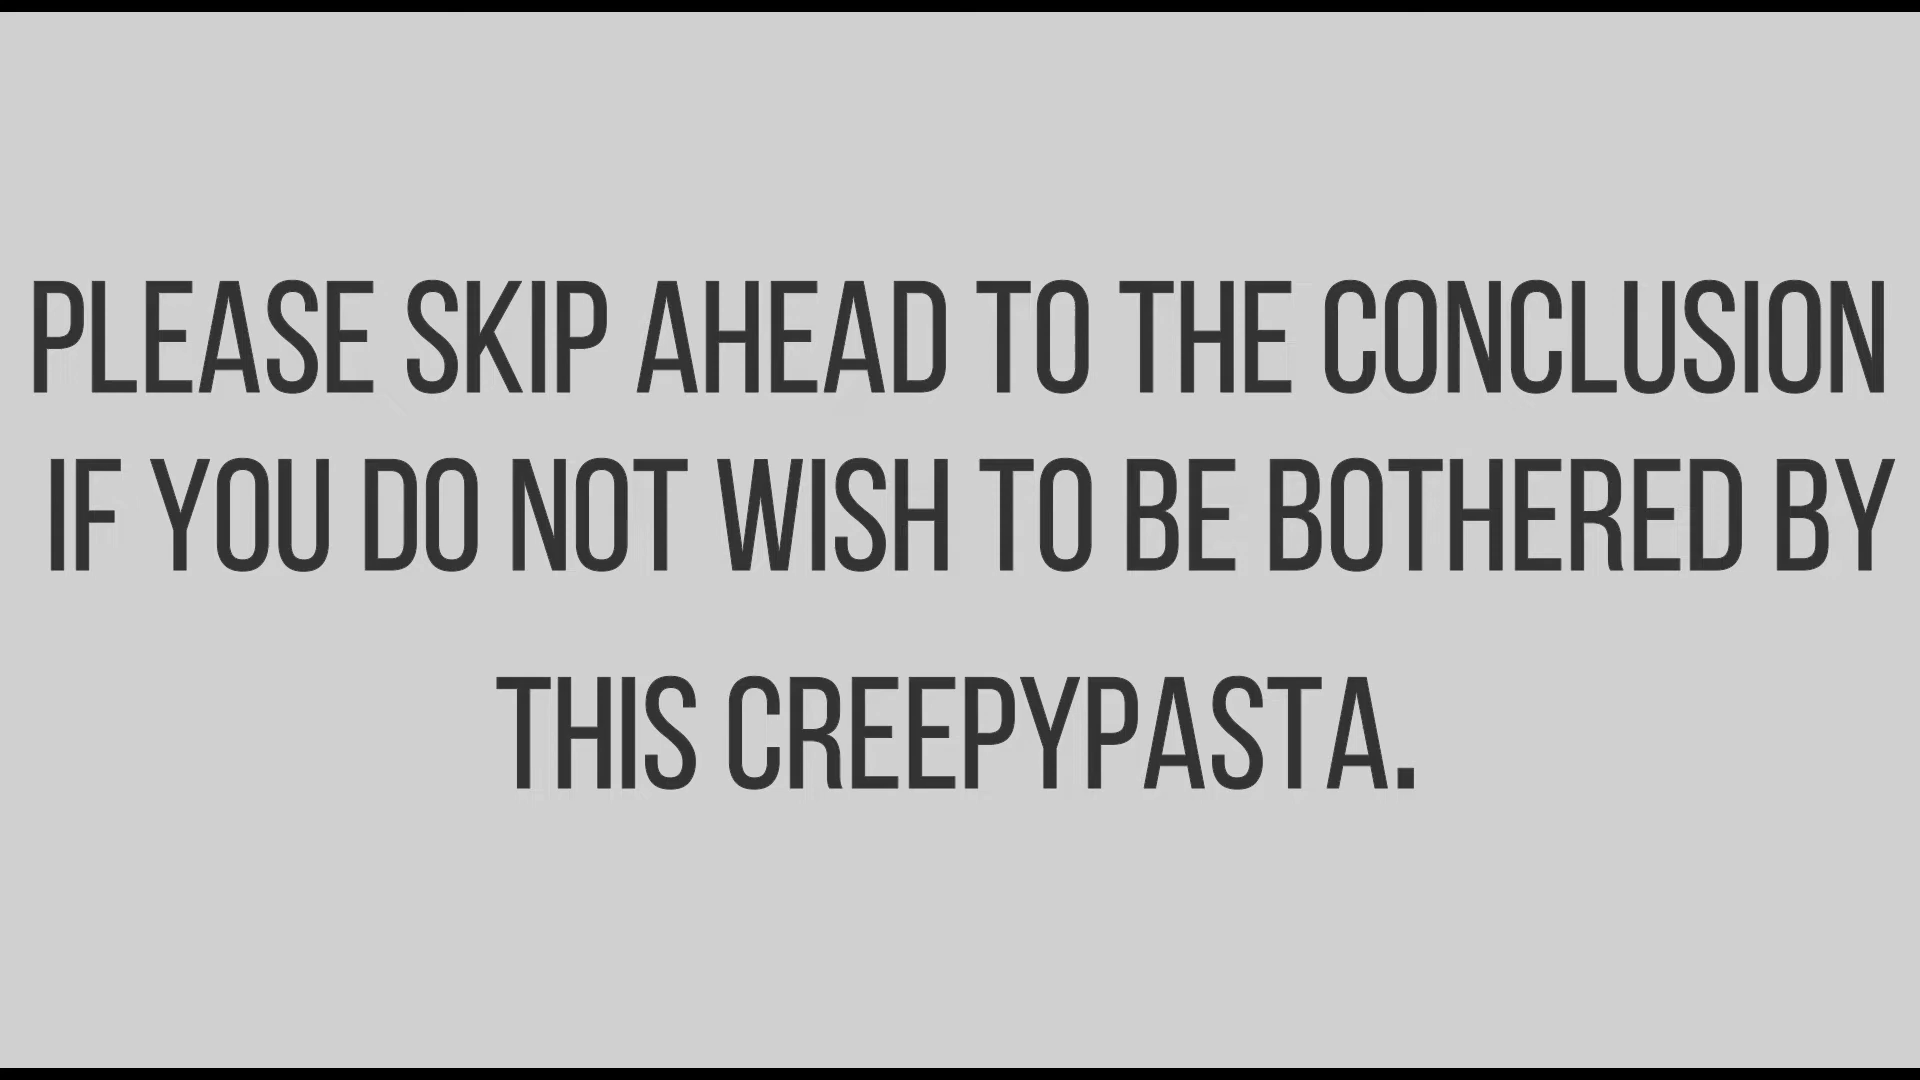 PLEASE SKIP AHEAD TO THE CONCLUSION
IF YOU DO NOT WISH TO BE BOTHERED BY
THIS CREEPYPASTA.